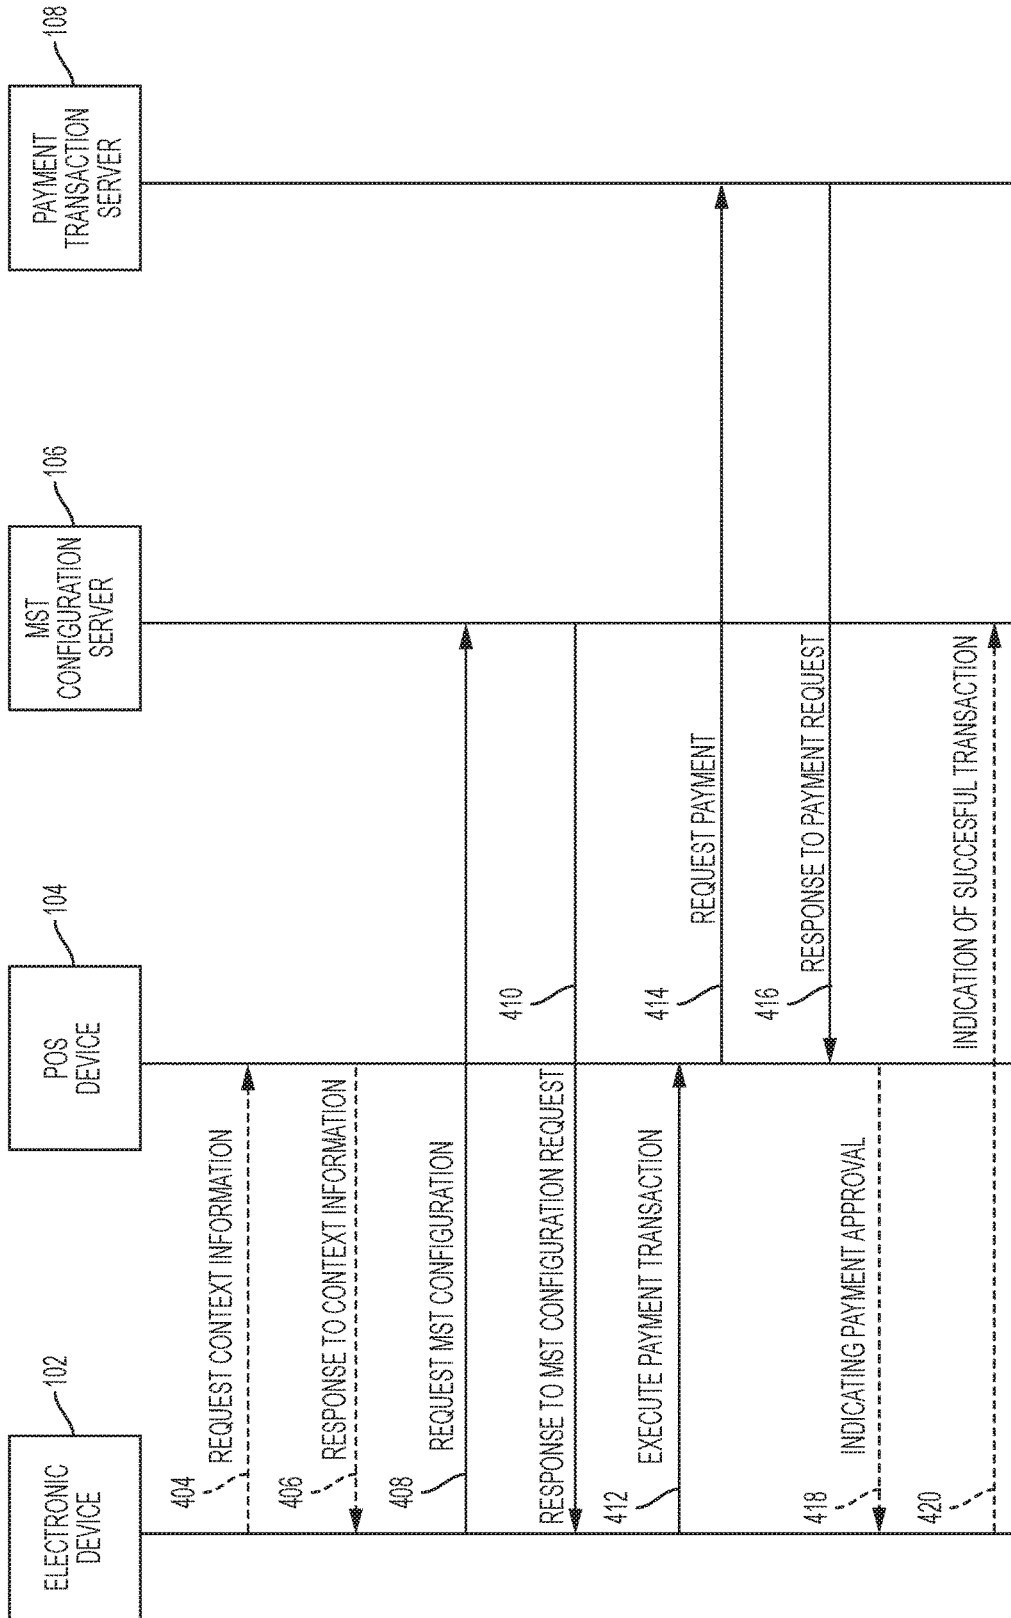 ELECTRONIC
DEVICE
102
POS
DEVICE
104
MST
CONFIGURATION
SERVER
106
PAYMENT
TRANSACTION
SERVER
108
404
REQUEST CONTEXT INFORMATION
406
RESPONSE TO CONTEXT INFORMATION
408
REQUEST MST CONFIGURATION
410
RESPONSE TO MST CONFIGURATION REQUEST
412
EXECUTE PAYMENT TRANSACTION
414
REQUEST PAYMENT
416
RESPONSE TO PAYMENT REQUEST
418
INDICATING PAYMENT APPROVAL
420
INDICATION OF SUCCESFUL TRANSACTION